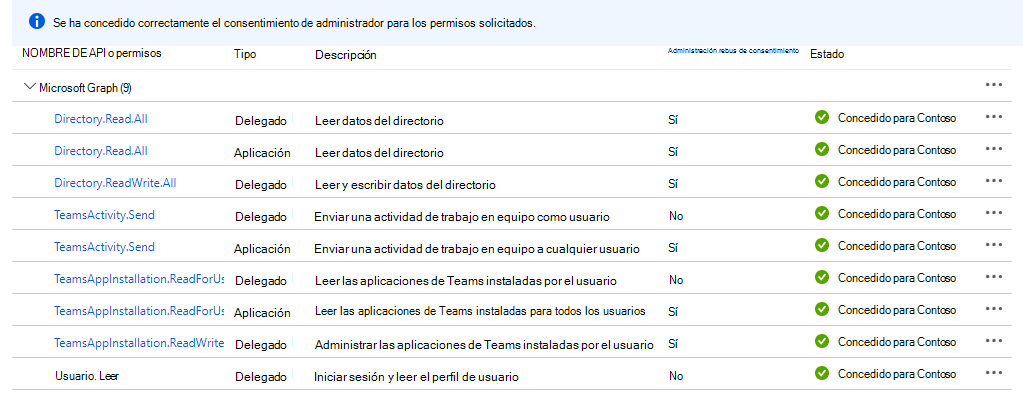 Se ha concedido correctamente el consentimiento de administrador para los permisos solicitados.
NOMBRE DE API o permisos Tipo Descripción Administración rebus de consentimiento Estado
Microsoft Graph (9)
Directory.Read.All Delegado Leer datos del directorio Sí Concedido para Contoso
Directory.Read.All Aplicación Leer datos del directorio Sí Concedido para Contoso
Directory.ReadWrite.All Delegado Leer y escribir datos del directorio Sí Concedido para Contoso
TeamsActivity.Send Delegado Enviar una actividad de trabajo en equipo como usuario No Concedido para Contoso
TeamsActivity.Send Aplicación Enviar una actividad de trabajo en equipo a cualquier usuario Sí Concedido para Contoso
TeamsAppInstallation.ReadForUs Delegado Leer las aplicaciones de Teams instaladas por el usuario No Concedido para Contoso
TeamsAppInstallation.ReadForUs Aplicación Leer las aplicaciones de Teams instaladas para todos los usuarios Sí Concedido para Contoso
TeamsAppInstallation.ReadWrite Delegado Administrar las aplicaciones de Teams instaladas por el usuario Sí Concedido para Contoso
Usuario. Leer Delegado Iniciar sesión y leer el perfil de usuario No Concedido para Contoso